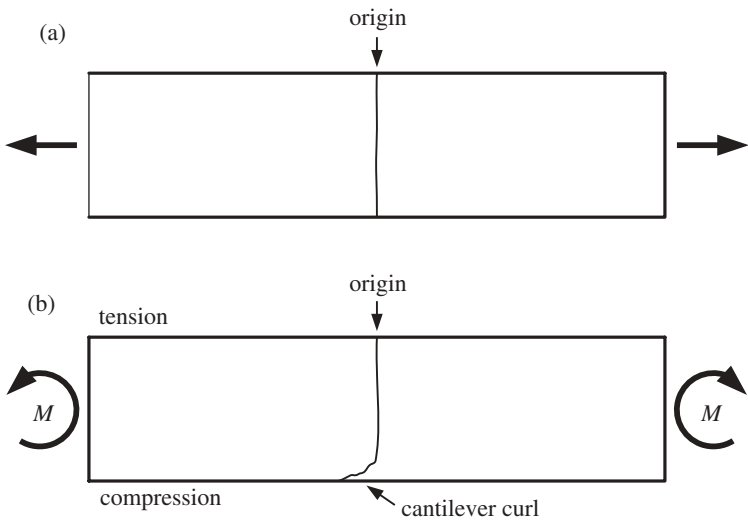 origin
(a)
origin
(b)
tension
M
M
compression
cantilever curl